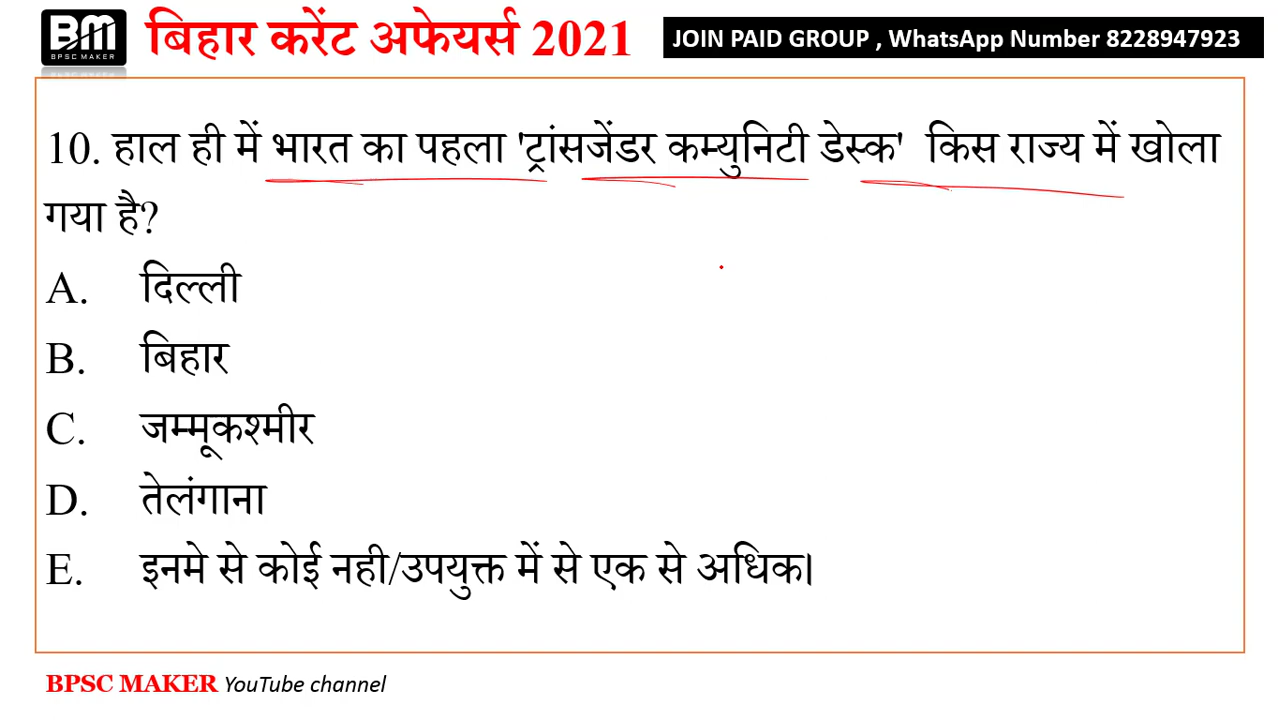 BM
BPSC MAKER
बिहार करेंट अफेयर्स 2021
JOIN PAID GROUP , WhatsApp Number 8228947923
10. हाल ही में भारत का पहला 'ट्रांसजेंडर कम्युनिटी डेस्क' किस राज्य में खोला
गया है?
A. दिल्ली
B. बिहार
C. जम्मूकश्मीर
D. तेलंगाना
E. इनमे से कोई नही/उपयुक्त में से एक से अधिक।
BPSC MAKER YouTube channel